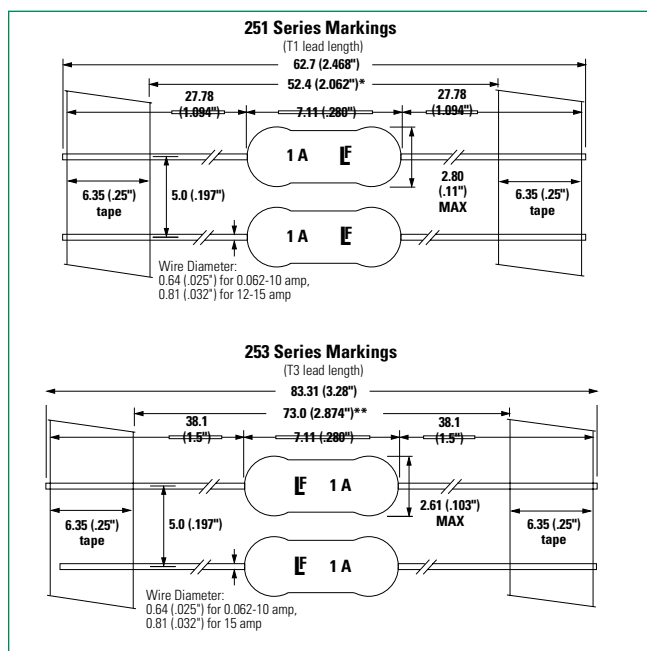 251 Series Markings
(T1 lead length)
62.7 (2.468")
52.4 (2.062")*
27.78
(1.094")
7.11 (.280")
27.78
(1.094")
1 A LF
2.80
(.11")
MAX
6.35 (.25")
tape
5.0 (.197")
6.35 (.25")
tape
1 A LF
Wire Diameter:
0.64 (.025") for 0.062-10 amp,
0.81 (.032") for 12-15 amp
253 Series Markings
(T3 lead length)
83.31 (3.28")
73.0 (2.874")**
38.1
(1.5")
7.11 (.280")
38.1
(1.5")
LF 1 A
2.61 (.103")
MAX
6.35 (.25")
tape
5.0 (.197")
6.35 (.25")
tape
LF 1 A
Wire Diameter:
0.64 (.025") for 0.062-10 amp,
0.81 (.032") for 15 amp